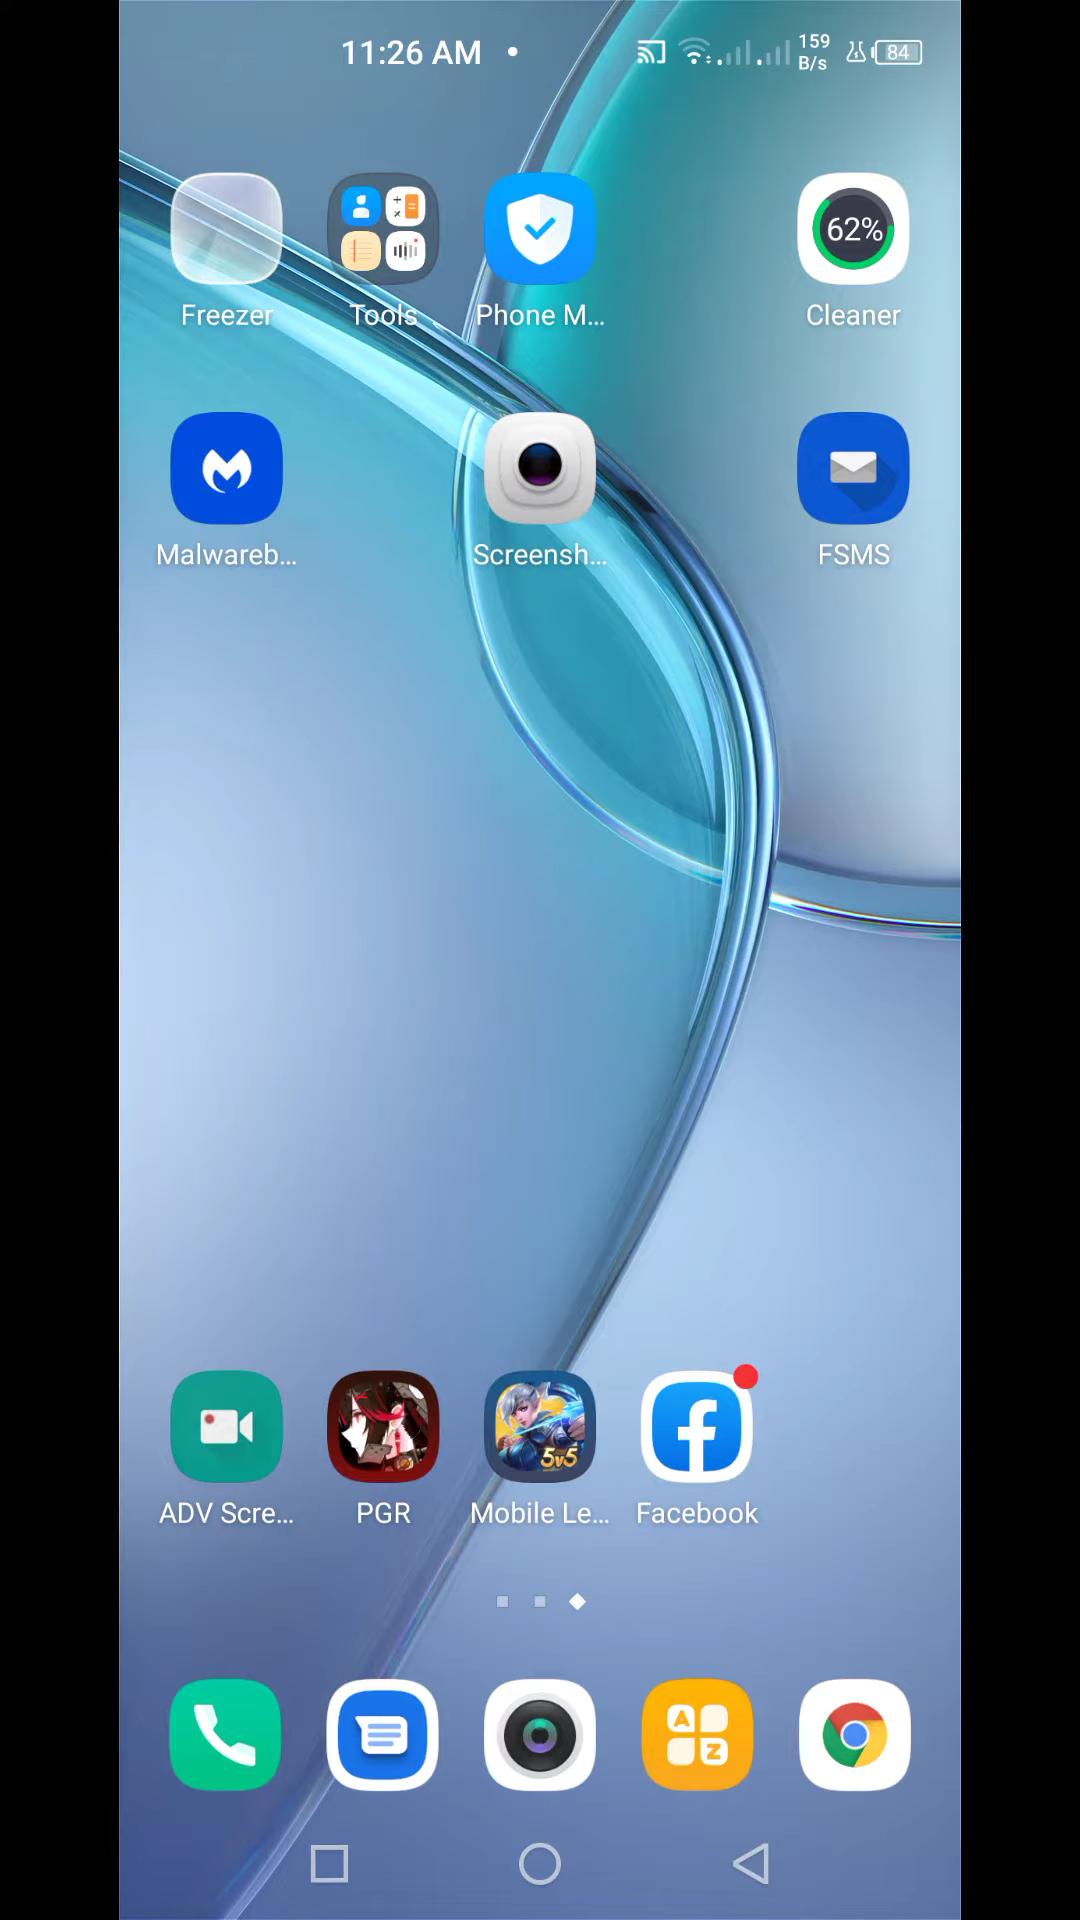 11:26 AM
159
B/s
84
62%
Freezer
Tools
Phone M...
Cleaner
Malwareb...
Screensh...
FSMS
5v5
ADV Scre...
PGR
Mobile Le...
Facebook
A
Z